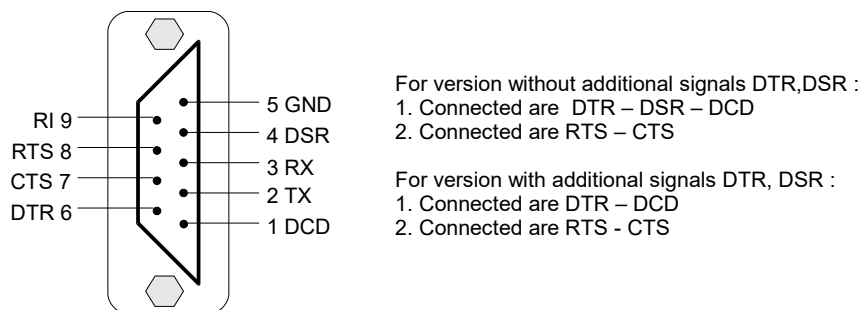 RI 9
RTS 8
CTS 7
DTR 6
5 GND
4 DSR
3 RX
2 TX
1 DCD
For version without additional signals DTR,DSR :
1. Connected are DTR – DSR – DCD
2. Connected are RTS – CTS
For version with additional signals DTR, DSR :
1. Connected are DTR – DCD
2. Connected are RTS - CTS